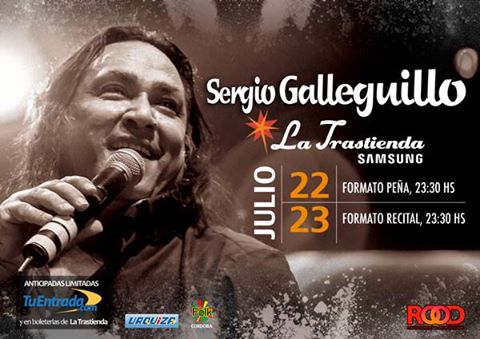 Sergio Galleguillo
La Trastienda
SAMSUNG
JULIO
22 FORMATO PEÑA, 23:30 HS
23 FORMATO RECITAL, 23:30 HS
ANTICIPADAS LIMITADAS
TuEntrada.com
y en boleterías de La Trastienda
URQUIZA
Folk
CORDOBA
ROOD